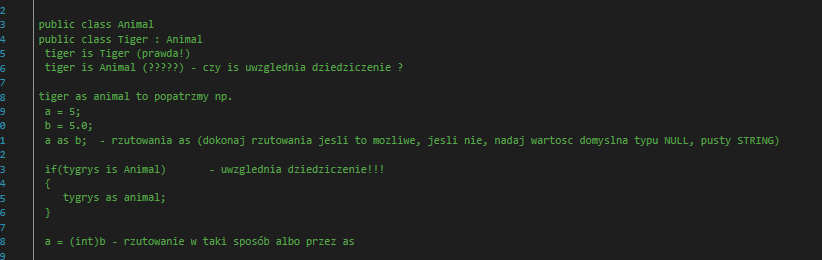 2
3 public class Animal
4 public class Tiger : Animal
5 tiger is Tiger (prawda!)
6 tiger is Animal (?????) - czy is uwzglednia dziedziczenie ?
7
8 tiger as animal to popatrzmy np.
9 a = 5;
0 b = 5.0;
1 a as b; - rzutowania as (dokonaj rzutowania jesli to mozliwe, jesli nie, nadaj wartosc domyslna typu NULL, pusty STRING)
2
3 if(tygrys is Animal) - uwzglednia dziedziczenie!!!
4 {
5 tygrys as animal;
6 }
7
8 a = (int)b - rzutowanie w taki sposób albo przez as
9